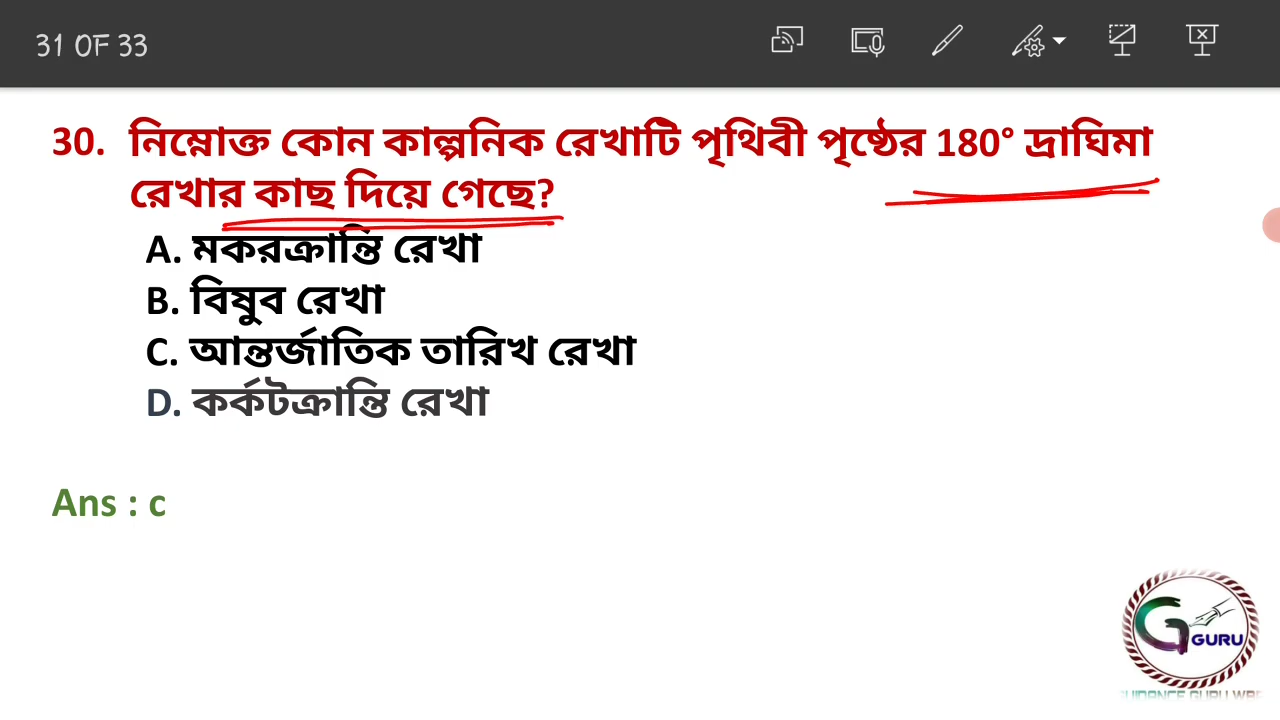 31 OF 33
30. নিম্নোক্ত কোন কাল্পনিক রেখাটি পৃথিবী পৃষ্ঠের 180° দ্রাঘিমা
রেখার কাছ দিয়ে গেছে?
A. মকরক্রান্তি রেখা
B. বিষুব রেখা
C. আন্তর্জাতিক তারিখ রেখা
D. কর্কটক্রান্তি রেখা
Ans : c
G GURU